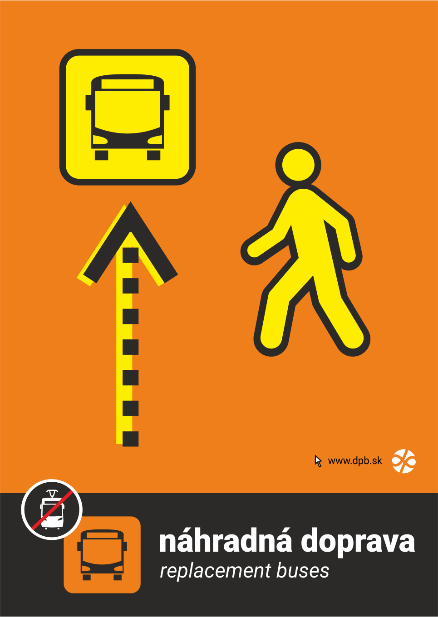 www.dpb.sk
náhradná doprava
replacement buses